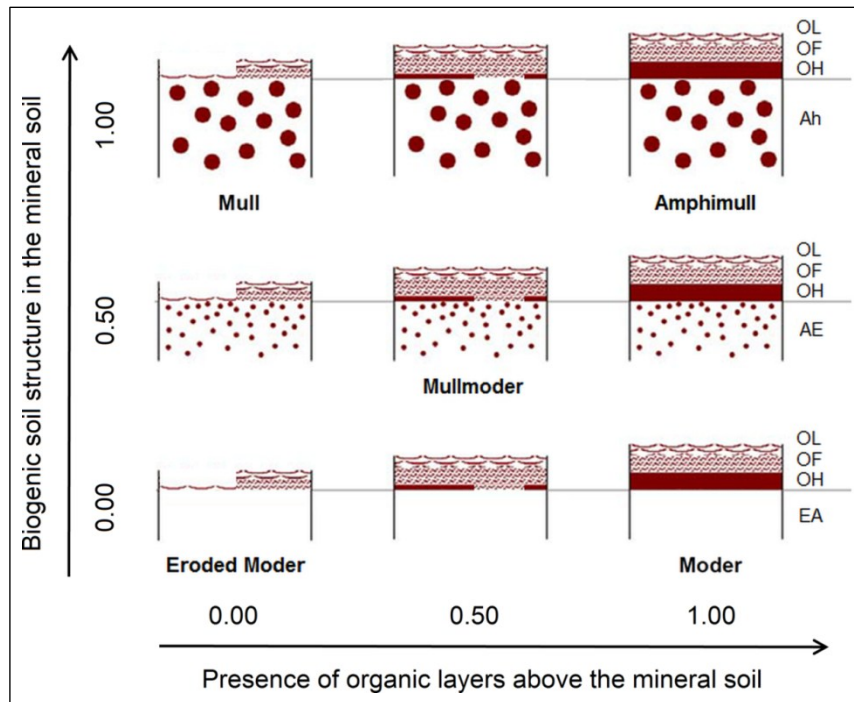 Biogenic soil structure in the mineral soil
1.00
0.50
0.00
OL
OF
OH
Ah
Mull
Amphimull
OL
OF
OH
AE
Mullmoder
OL
OF
OH
EA
Eroded Moder
Moder
0.00
0.50
1.00
Presence of organic layers above the mineral soil